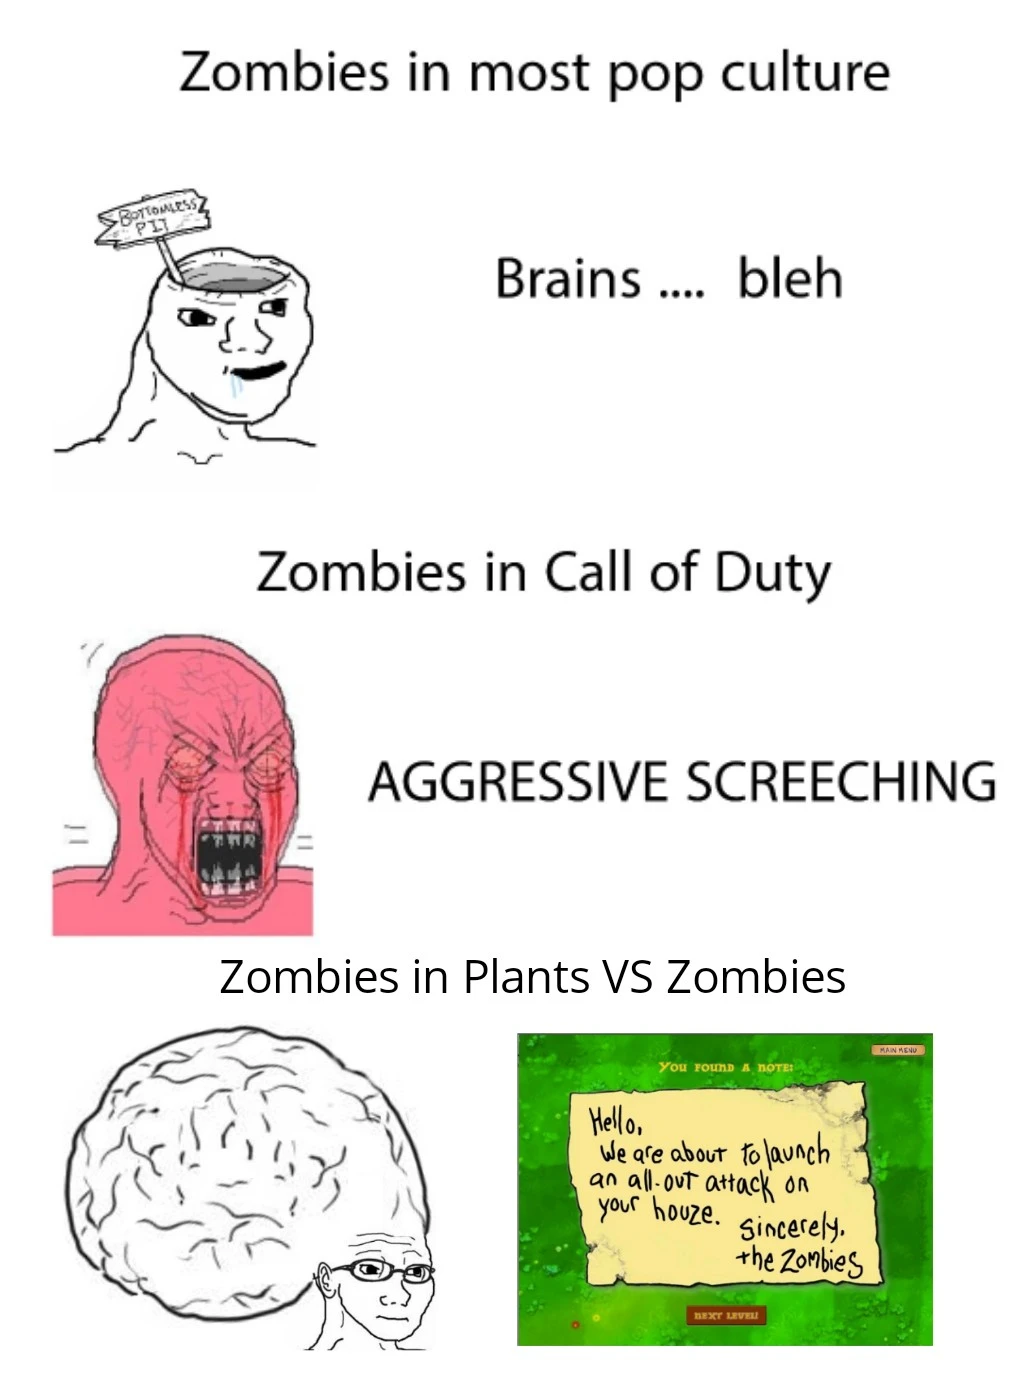 Zombies in most pop culture
BOTTOMLESS
PIT
Brains .... bleh
Zombies in Call of Duty
AGGRESSIVE SCREECHING
Zombies in Plants VS Zombies
MAIN MENU
YOU FOUND A NOTE:
Hello,
We are about to launch
an all-out attack on
your houze.
Sincerely,
the Zombies
NEXT LEVEL!